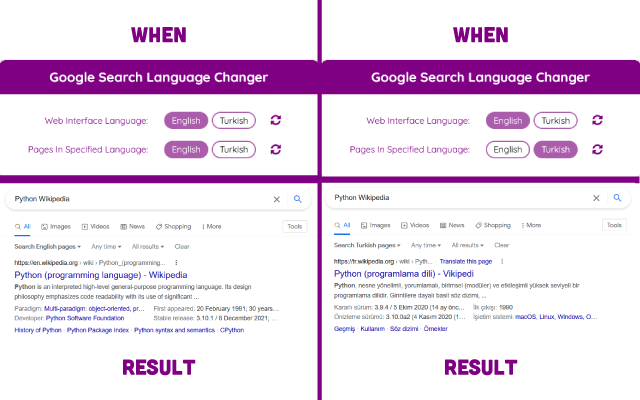 WHEN
Google Search Language Changer
Web Interface Language: English Turkish
Pages In Specified Language: English Turkish
Python Wikipedia
All Images Videos News Shopping More Tools
Search English pages Any time All results Clear
https://en.wikipedia.org › wiki › Python_(programming...
Python (programming language) - Wikipedia
Python is an interpreted high-level general-purpose programming language. Its design
philosophy emphasizes code readability with its use of significant ...
Paradigm: Multi-paradigm: object-oriented, pr... First appeared: 20 February 1991; 30 years...
Developer: Python Software Foundation Stable release: 3.10.1 / 6 December 2021; ...
History of Python · Python Package Index · Python syntax and semantics · CPython
RESULT
WHEN
Google Search Language Changer
Web Interface Language: English Turkish
Pages In Specified Language: English Turkish
Python Wikipedia
All Images Videos News Shopping More Tools
Search Turkish pages Any time All results Clear
https://tr.wikipedia.org › wiki › Pyth... Translate this page
Python (programlama dili) - Vikipedi
Python, nesne yönelimli, yorumlamalı, birimsel (modüler) ve etkileşimli yüksek seviyeli bir
programlama dilidir. Girintilere dayalı basit söz dizimi, ...
Kararlı sürüm: 3.9.4 / 5 Ekim 2020 (14 ay önc... İlk çıkış: 1990
Önizleme sürümü: 3.10.0a2 (4 Kasım 2020 (1... İşletim sistemi: macOS, Linux, Windows, O...
Geçmiş · Kullanım · Söz dizimi · Örnekler
RESULT